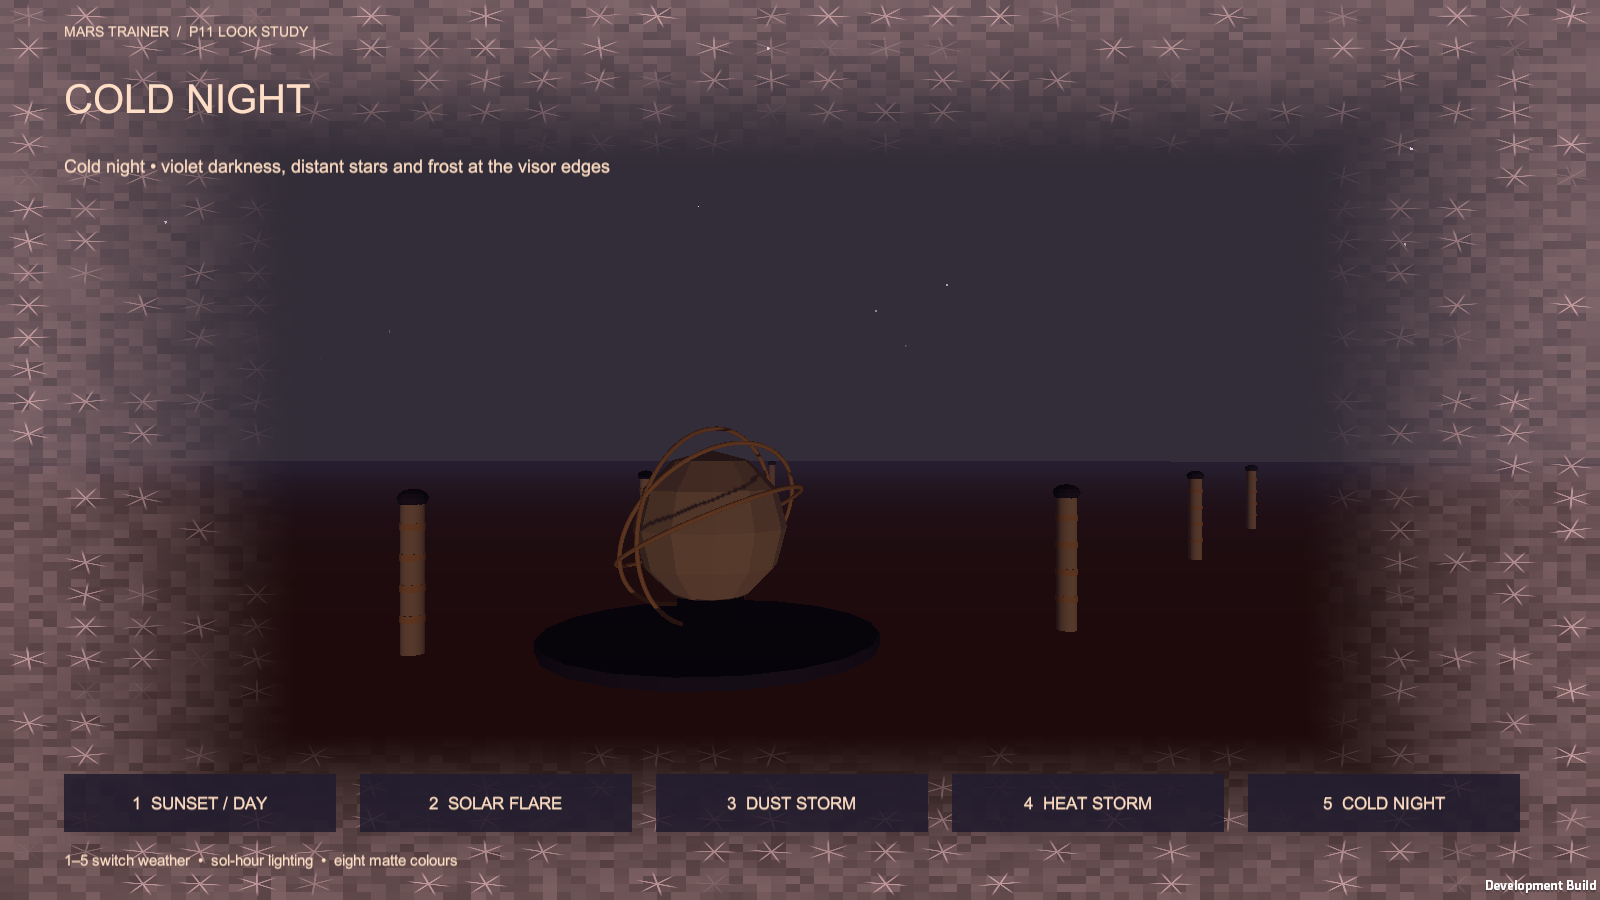 MARS TRAINER / P11 LOOK STUDY
COLD NIGHT
Cold night • violet darkness, distant stars and frost at the visor edges
1 SUNSET / DAY
2 SOLAR FLARE
3 DUST STORM
4 HEAT STORM
5 COLD NIGHT
1–5 switch weather • sol-hour lighting • eight matte colours
Development Build